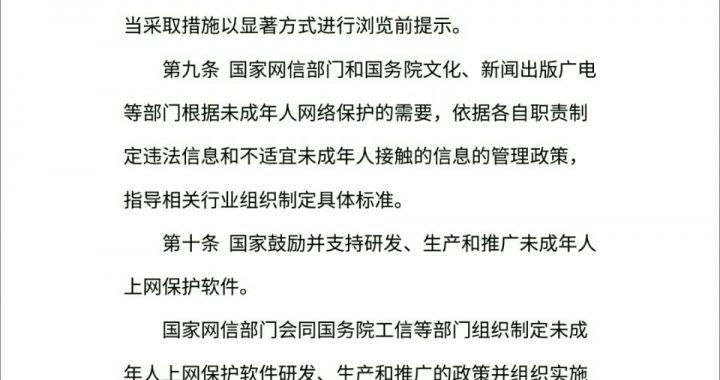 当采取措施以显著方式进行浏览前提示。
第九条 国家网信部门和国务院文化、新闻出版广电
等部门根据未成年人网络保护的需要，依据各自职责制
定违法信息和不适宜未成年人接触的信息的管理政策，
指导相关行业组织制定具体标准。
第十条 国家鼓励并支持研发、生产和推广未成年人
上网保护软件。
国家网信部门会同国务院工信等部门组织制定未成
年人上网保护软件研发、生产和推广的政策并组织实施